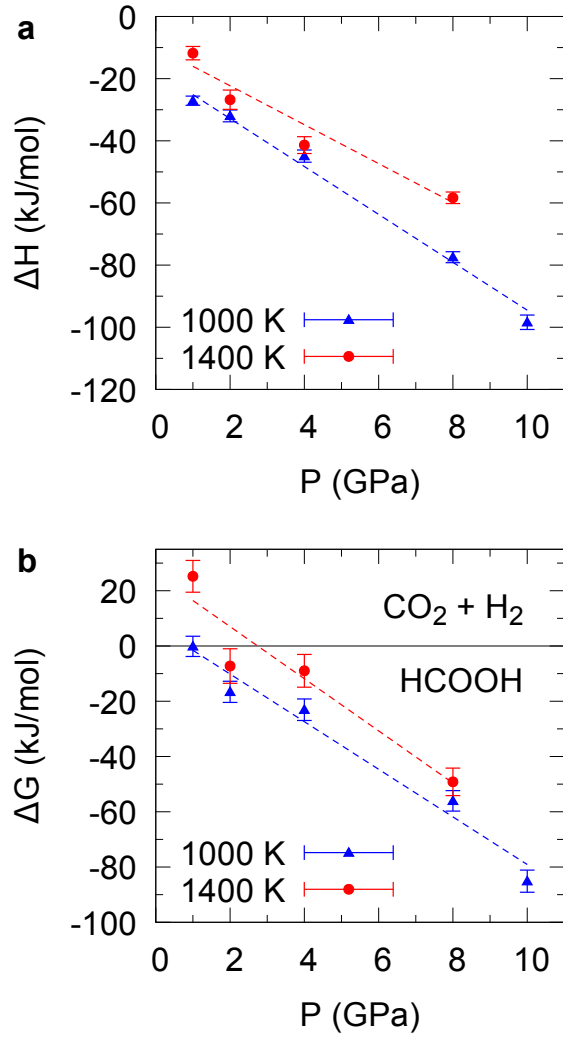 a
0
-20
-40
-60
-80
-100
-120
ΔH (kJ/mol)
1000 K
1400 K
0 2 4 6 8 10
P (GPa)
b
20
0
-20
-40
-60
-80
-100
ΔG (kJ/mol)
CO₂ + H₂
HCOOH
1000 K
1400 K
0 2 4 6 8 10
P (GPa)